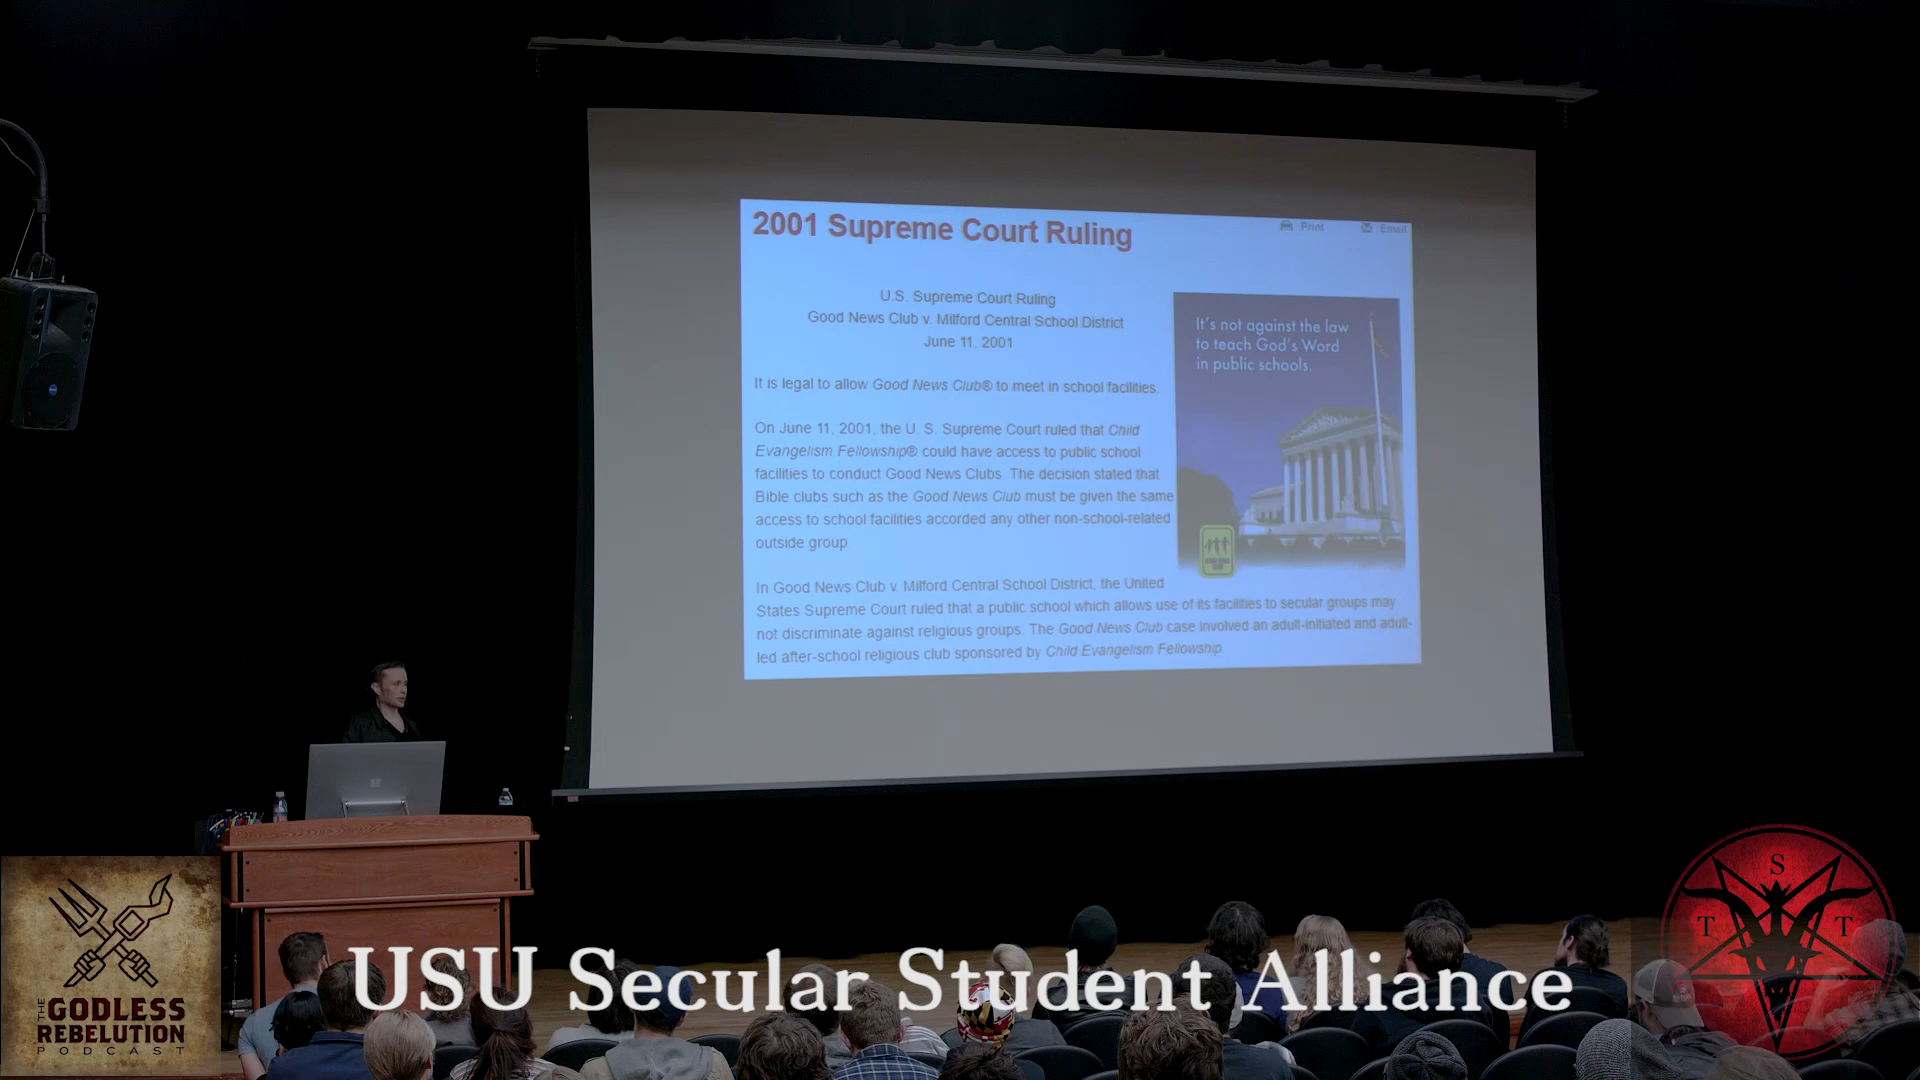 2001 Supreme Court Ruling
Print
Email
U.S. Supreme Court Ruling
Good News Club v. Milford Central School District
June 11, 2001
It is legal to allow Good News Club® to meet in school facilities.
On June 11, 2001, the U. S. Supreme Court ruled that Child
Evangelism Fellowship® could have access to public school
facilities to conduct Good News Clubs. The decision stated that
Bible clubs such as the Good News Club must be given the same
access to school facilities accorded any other non-school-related
outside group.
In Good News Club v. Milford Central School District, the United
States Supreme Court ruled that a public school which allows use of its facilities to secular groups may
not discriminate against religious groups. The Good News Club case involved an adult-initiated and adult-
led after-school religious club sponsored by Child Evangelism Fellowship.
It's not against the law
to teach God's Word
in public schools.
THE
GODLESS
REBELUTION
PODCAST
USU Secular Student Alliance
S
T T